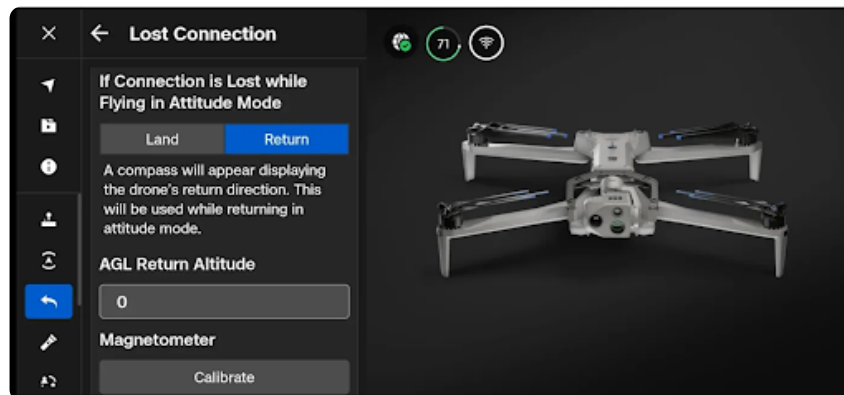 Lost Connection
71
If Connection is Lost while
Flying in Attitude Mode
Land
Return
A compass will appear displaying
the drone's return direction. This
will be used while returning in
attitude mode.
AGL Return Altitude
0
Magnetometer
Calibrate